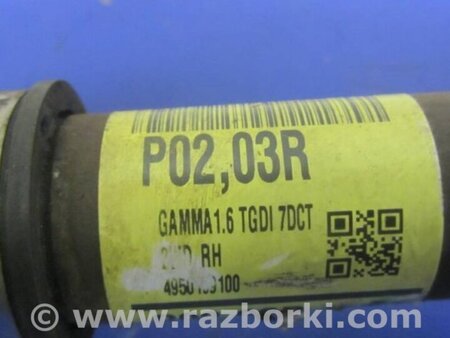 P02,03R
GAMMA1.6 TGDI 7DCT
RH
www.razborki.com